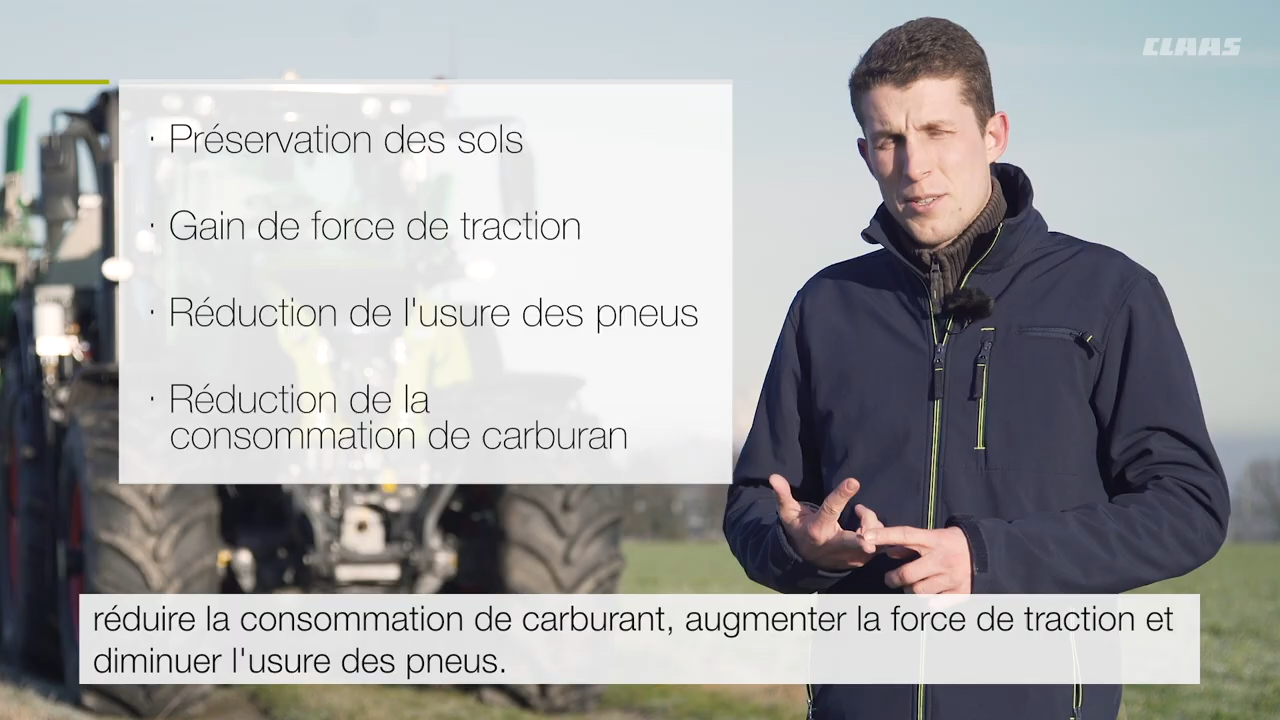 CLAAS
· Préservation des sols
· Gain de force de traction
· Réduction de l'usure des pneus
· Réduction de la
consommation de carburan
réduire la consommation de carburant, augmenter la force de traction et
diminuer l'usure des pneus.